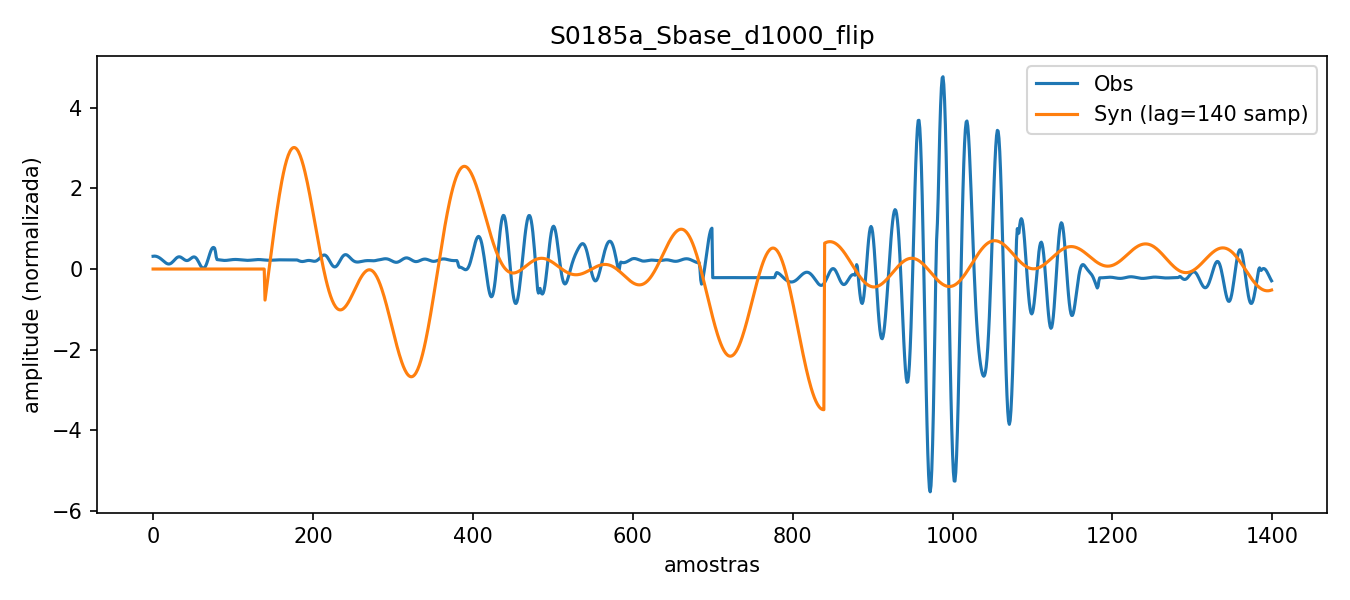 S0185a_Sbase_d1000_flip
Obs
Syn (lag=140 samp)
amplitude (normalizada)
4
2
0
−2
−4
−6
0 200 400 600 800 1000 1200 1400
amostras